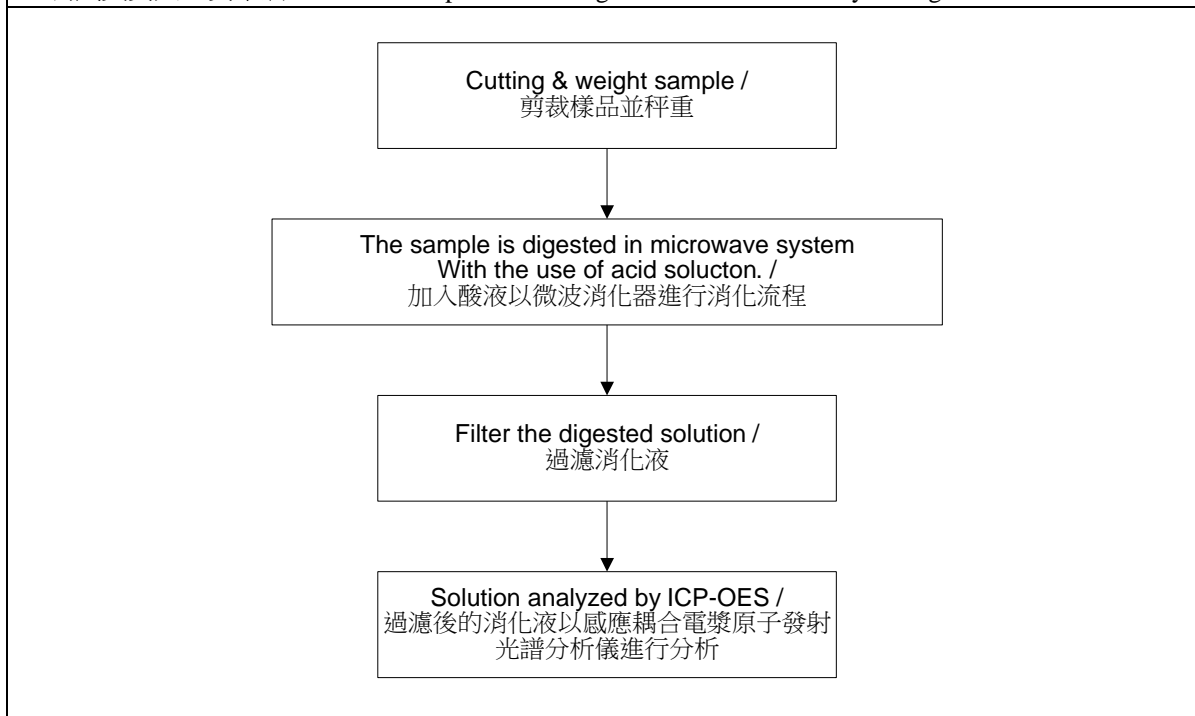 Cutting & weight sample /
剪裁樣品並秤重
The sample is digested in microwave system
With the use of acid solucton. /
加入酸液以微波消化器進行消化流程
Filter the digested solution /
過濾消化液
Solution analyzed by ICP-OES /
過濾後的消化液以感應耦合電漿原子發射
光譜分析儀進行分析